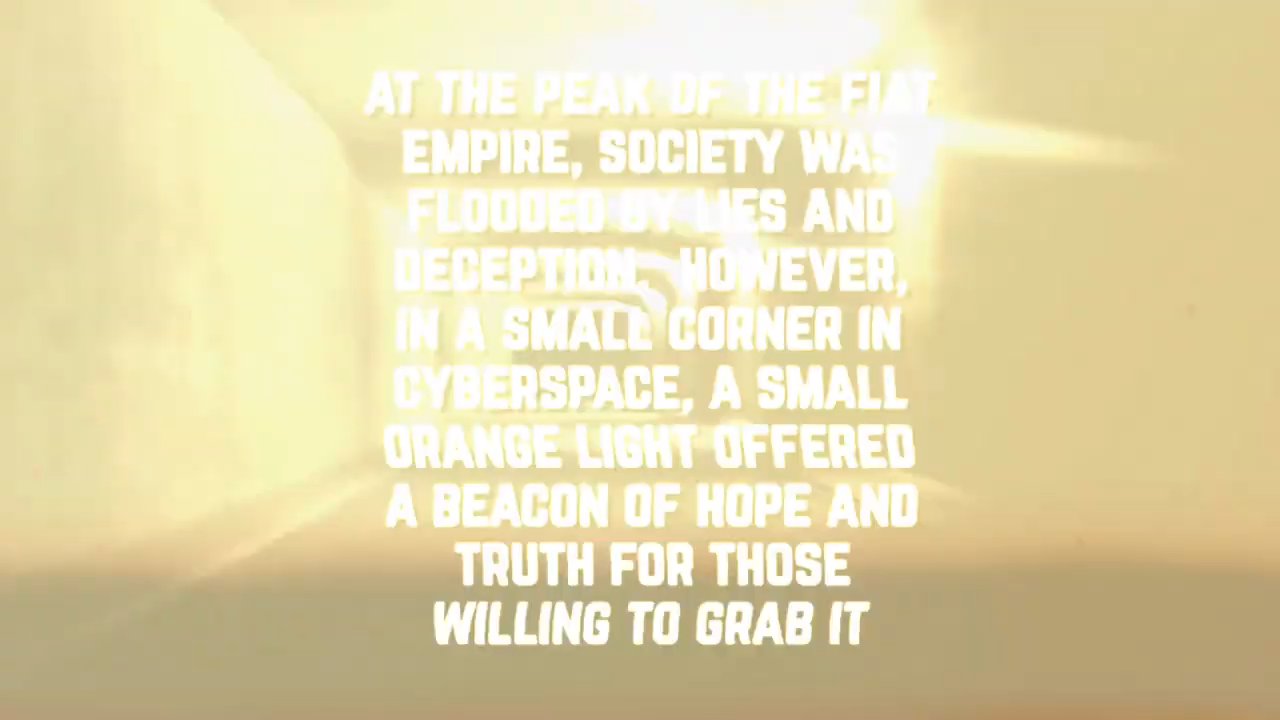 AT THE PEAK OF THE FIAT
EMPIRE, SOCIETY WAS
FLOODED BY LIES AND
DECEPTION. HOWEVER,
IN A SMALL CORNER IN
CYBERSPACE, A SMALL
ORANGE LIGHT OFFERED
A BEACON OF HOPE AND
TRUTH FOR THOSE
WILLING TO GRAB IT